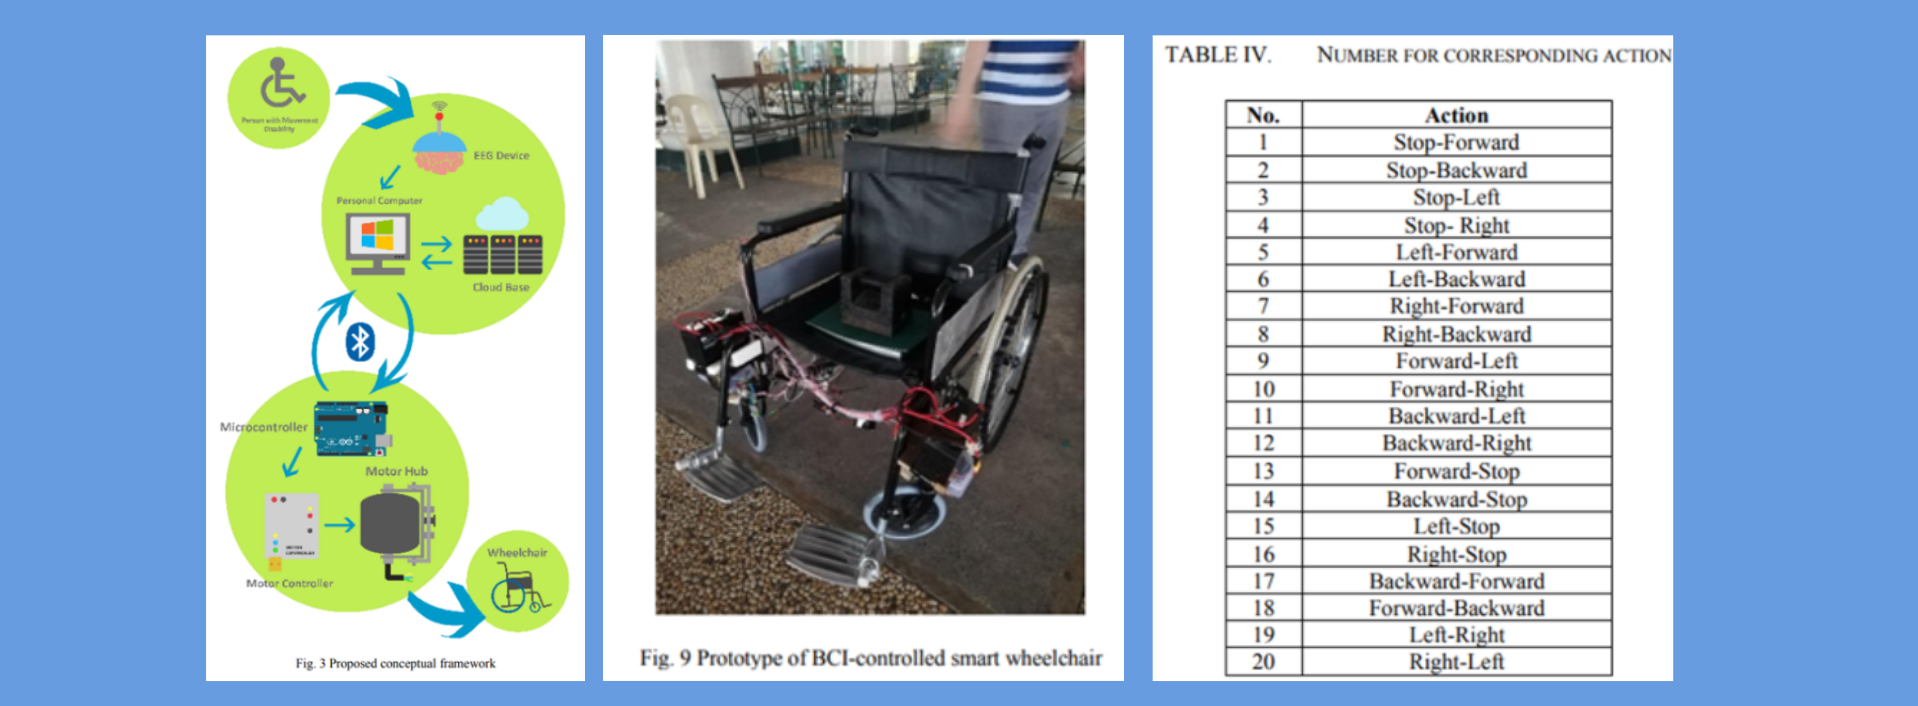 Person with Movement
Disability
EEG Device
Personal Computer
Cloud Base
Microcontroller
Motor Hub
MOTOR
CONTROLLER
Motor Controller
Wheelchair
Fig. 3 Proposed conceptual framework
Fig. 9 Prototype of BCI-controlled smart wheelchair
TABLE IV. NUMBER FOR CORRESPONDING ACTION
No. Action
1 Stop-Forward
2 Stop-Backward
3 Stop-Left
4 Stop- Right
5 Left-Forward
6 Left-Backward
7 Right-Forward
8 Right-Backward
9 Forward-Left
10 Forward-Right
11 Backward-Left
12 Backward-Right
13 Forward-Stop
14 Backward-Stop
15 Left-Stop
16 Right-Stop
17 Backward-Forward
18 Forward-Backward
19 Left-Right
20 Right-Left